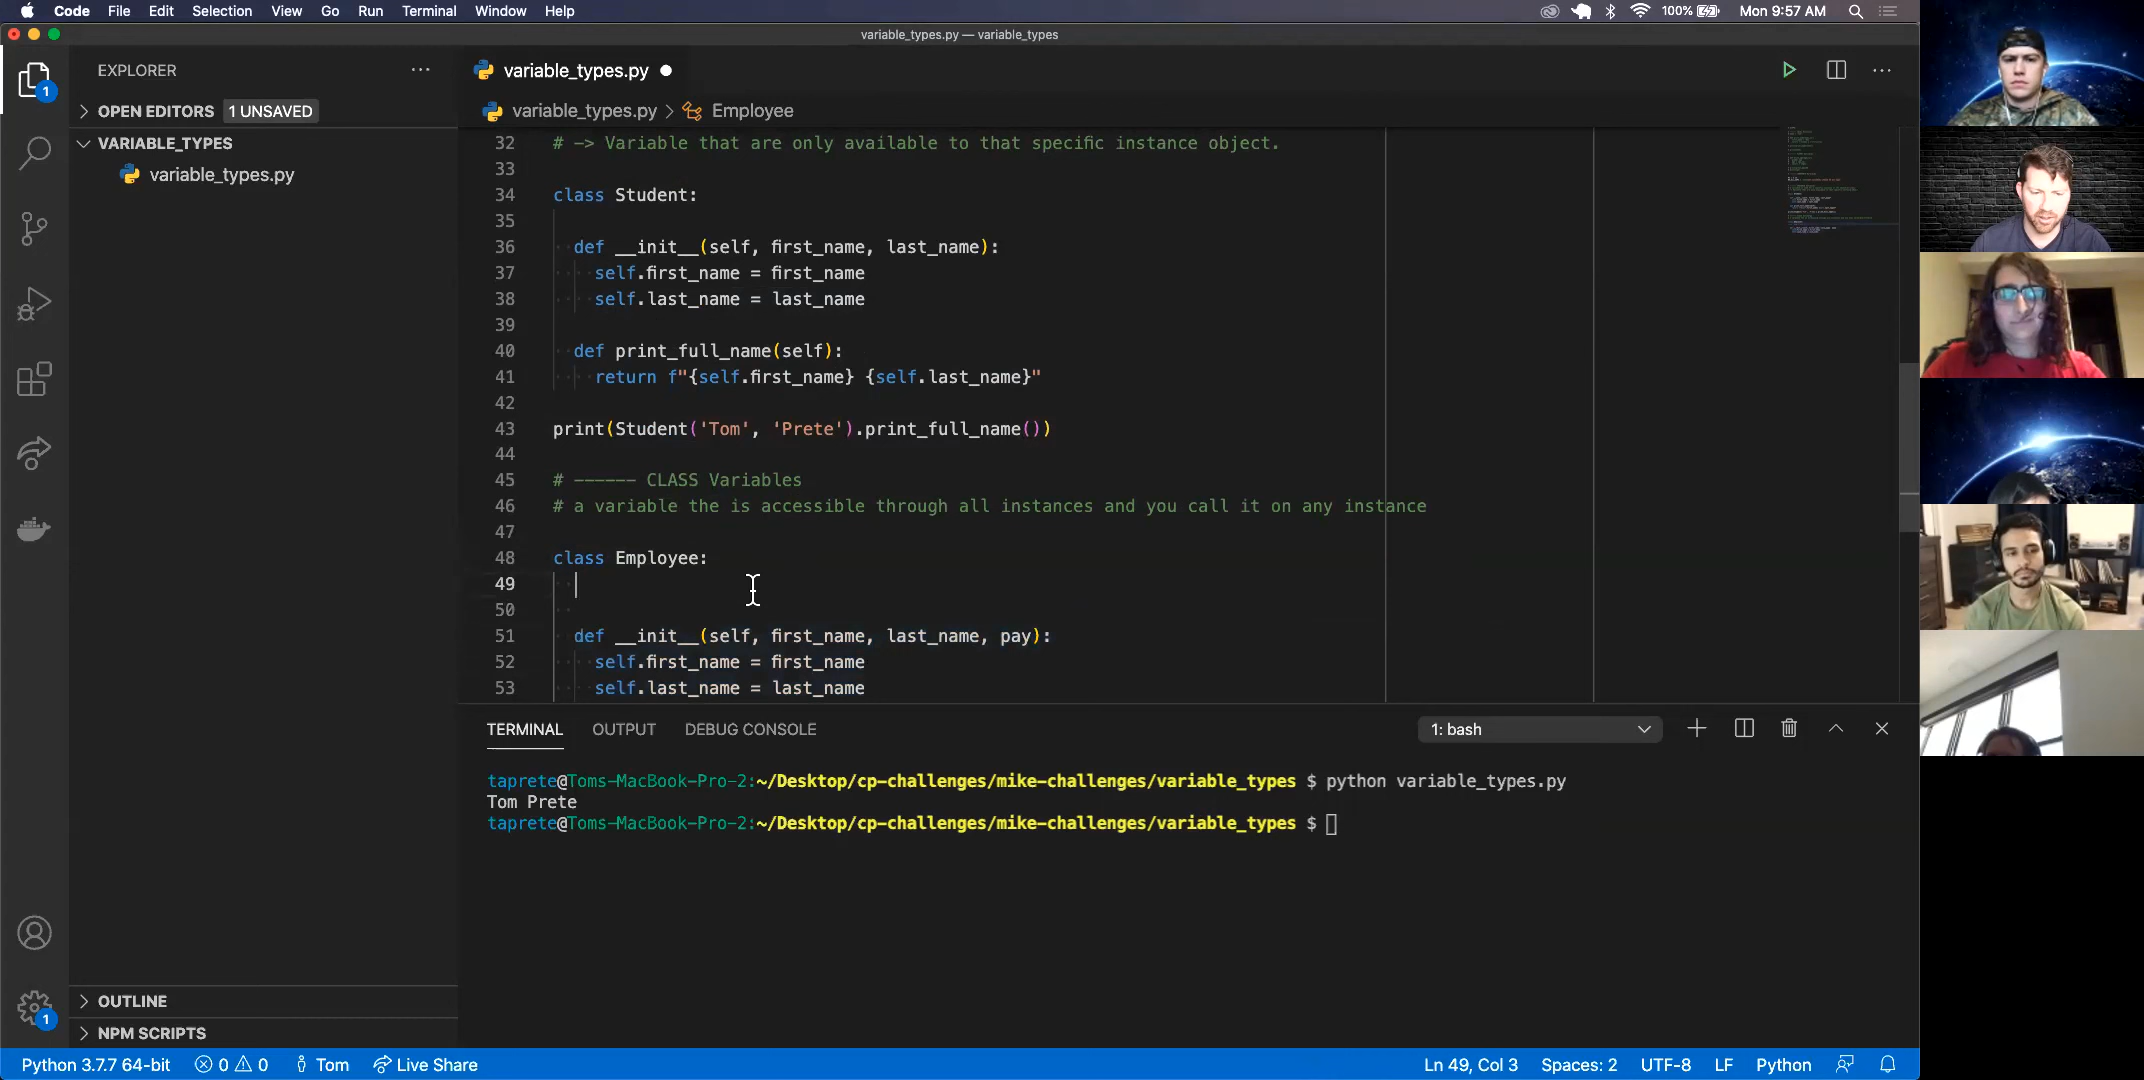 Code File Edit Selection View Go Run Terminal Window Help 100% Mon 9:57 AM
variable_types.py — variable_types
EXPLORER
variable_types.py
OPEN EDITORS 1 UNSAVED
variable_types.py > Employee
VARIABLE_TYPES
variable_types.py
32 # -> Variable that are only available to that specific instance object.
33
34 class Student:
35
36 def __init__(self, first_name, last_name):
37 self.first_name = first_name
38 self.last_name = last_name
39
40 def print_full_name(self):
41 return f"{self.first_name} {self.last_name}"
42
43 print(Student('Tom', 'Prete').print_full_name())
44
45 # ------ CLASS Variables
46 # a variable the is accessible through all instances and you call it on any instance
47
48 class Employee:
49
50
51 def __init__(self, first_name, last_name, pay):
52 self.first_name = first_name
53 self.last_name = last_name
TERMINAL OUTPUT DEBUG CONSOLE 1: bash
taprete@Toms-MacBook-Pro-2:~/Desktop/cp-challenges/mike-challenges/variable_types $ python variable_types.py
Tom Prete
taprete@Toms-MacBook-Pro-2:~/Desktop/cp-challenges/mike-challenges/variable_types $
1
1
OUTLINE
NPM SCRIPTS
Python 3.7.7 64-bit 0 0 Tom Live Share Ln 49, Col 3 Spaces: 2 UTF-8 LF Python